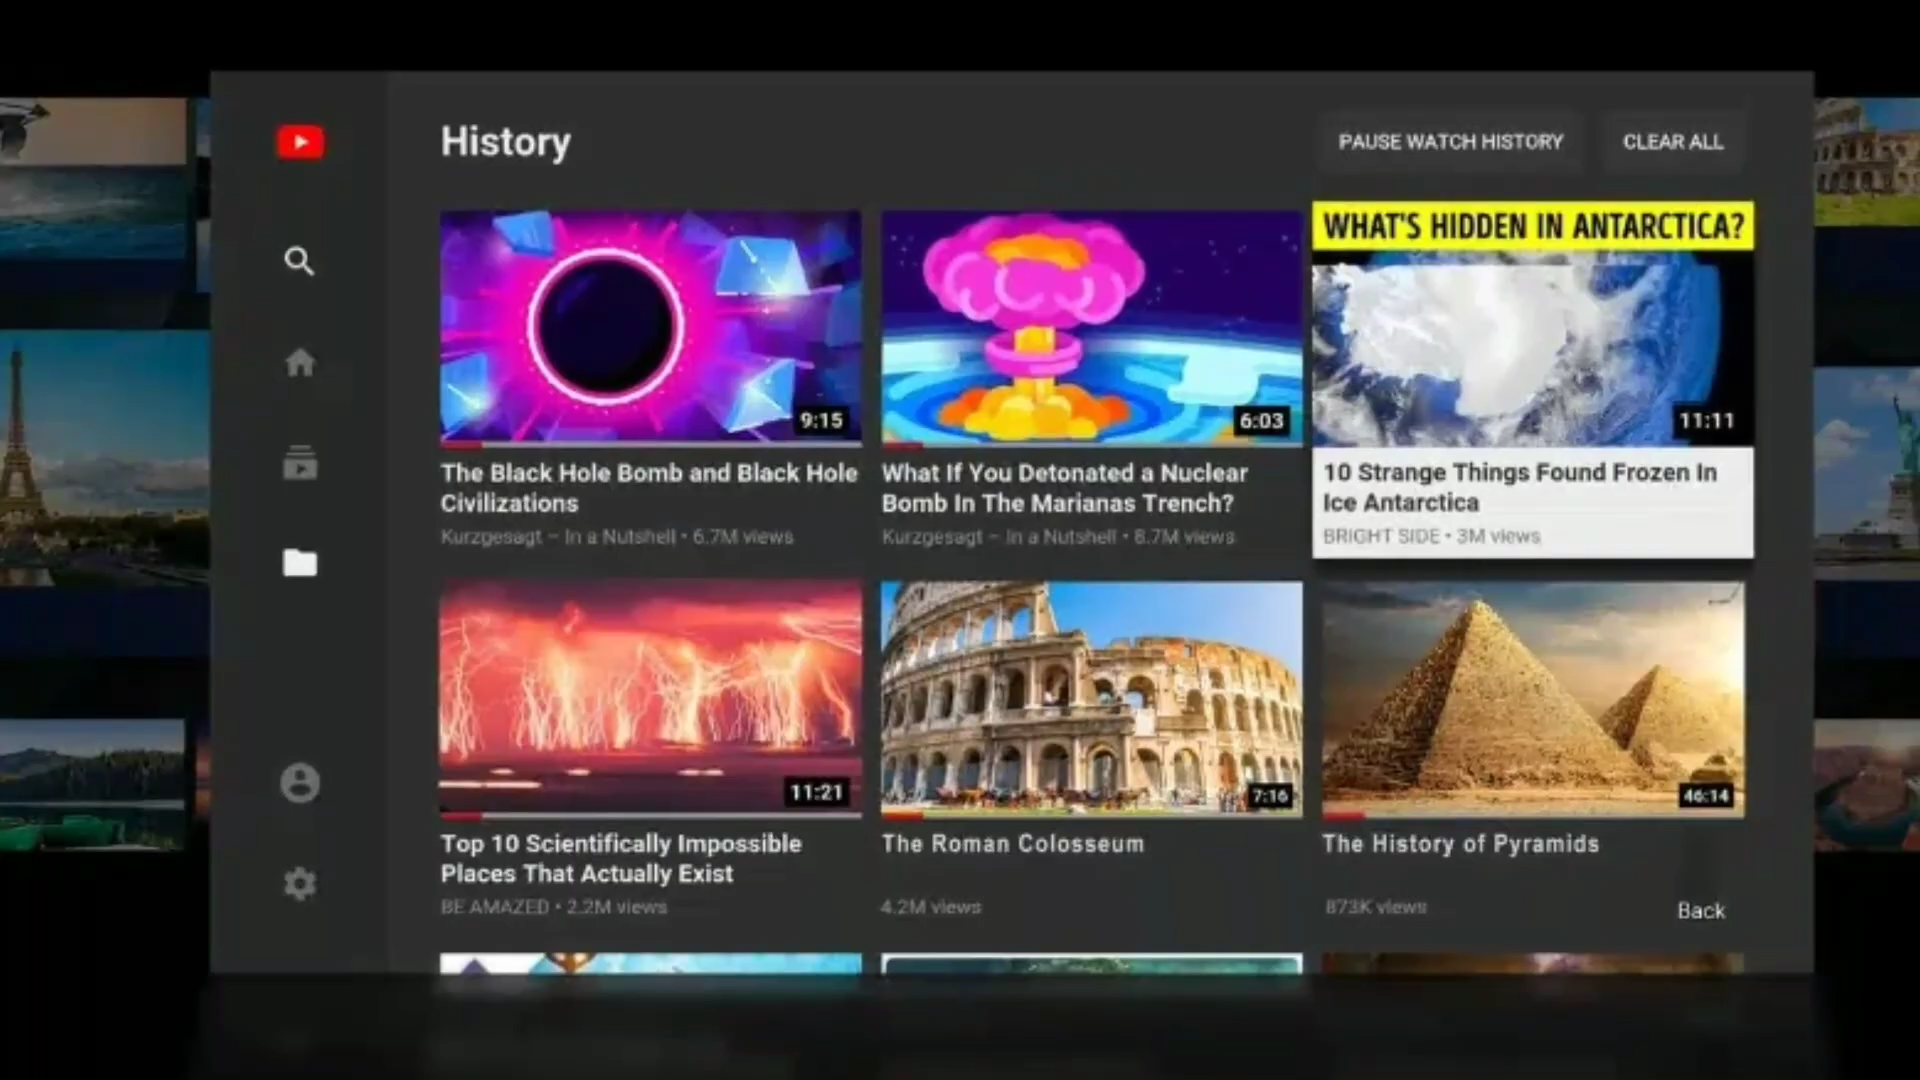 History
PAUSE WATCH HISTORY
CLEAR ALL
9:15
The Black Hole Bomb and Black Hole
Civilizations
Kurzgesagt – In a Nutshell • 6.7M views
6:03
What If You Detonated a Nuclear
Bomb In The Marianas Trench?
Kurzgesagt – In a Nutshell • 8.7M views
WHAT'S HIDDEN IN ANTARCTICA?
11:11
10 Strange Things Found Frozen In
Ice Antarctica
BRIGHT SIDE • 3M views
11:21
Top 10 Scientifically Impossible
Places That Actually Exist
BE AMAZED • 2.2M views
7:16
The Roman Colosseum
4.2M views
46:14
The History of Pyramids
873K views
Back